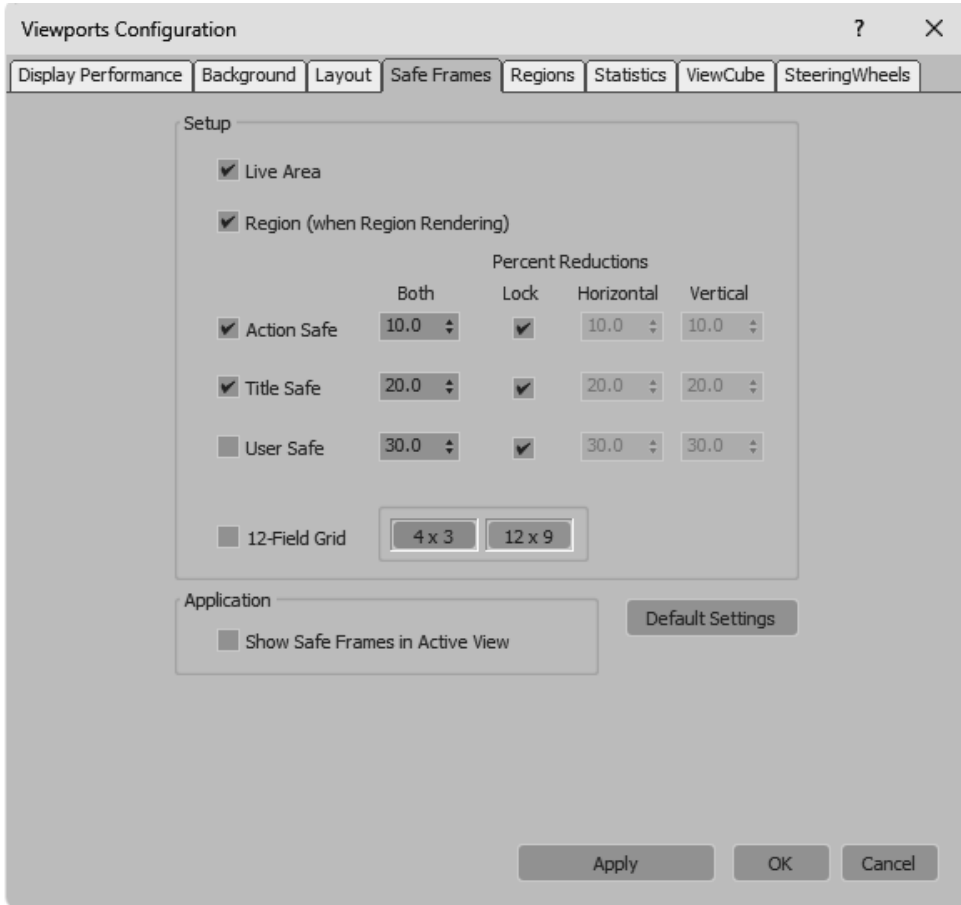 Viewports Configuration ?
Display Performance Background Layout Safe Frames Regions Statistics ViewCube SteeringWheels
Setup
Live Area
Region (when Region Rendering)
Percent Reductions
Both Lock Horizontal Vertical
Action Safe 10.0 10.0 10.0
Title Safe 20.0 20.0 20.0
User Safe 30.0 30.0 30.0
12-Field Grid 4 x 3 12 x 9
Application
Default Settings
Show Safe Frames in Active View
Apply OK Cancel